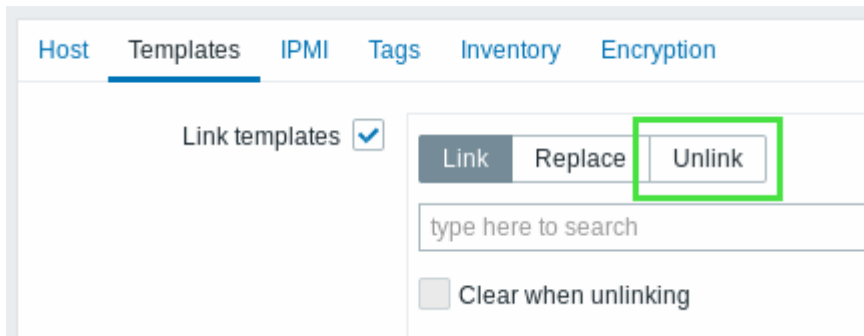 Host Templates IPMI Tags Inventory Encryption
Link templates
Link Replace Unlink
type here to search
Clear when unlinking